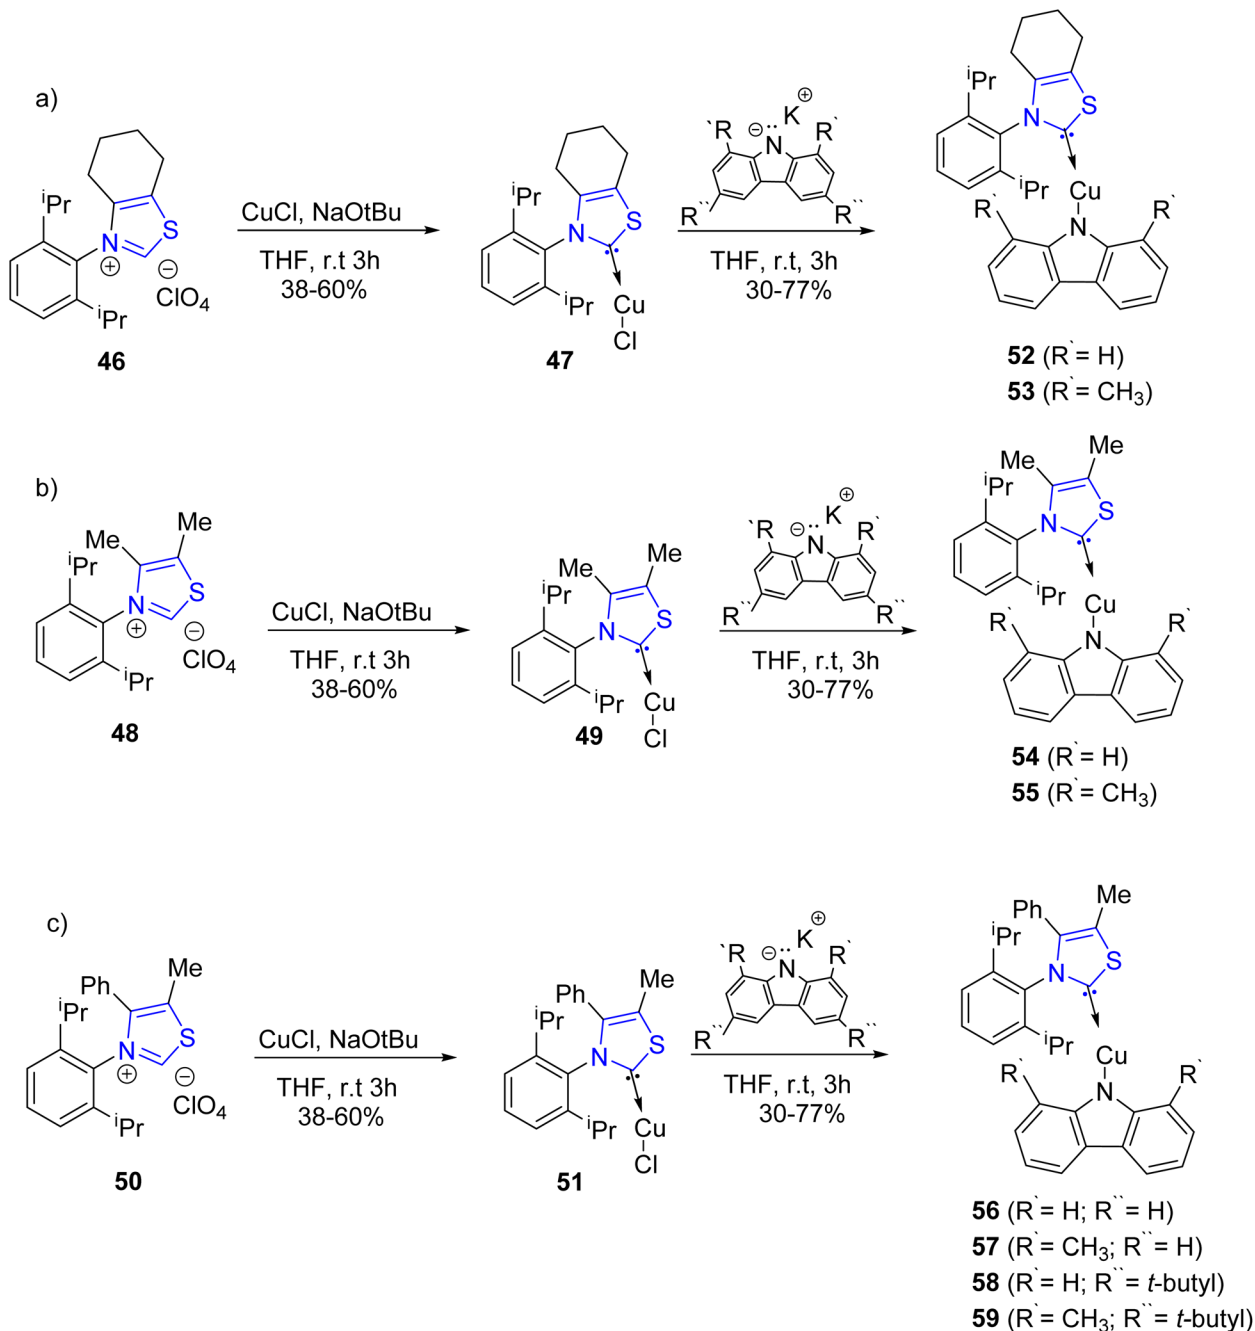 a)
iPr
N
⊕
S
iPr
⊖
ClO4
46
CuCl, NaOtBu
THF, r.t 3h
38-60%
iPr
N
S
iPr
Cu
Cl
47
K
⊕
⊖
N
`R
R`
R``
R``
THF, r.t, 3h
30-77%
iPr
N
S
iPr
Cu
N
R`
R`
52 (R`= H)
53 (R`= CH3)
b)
Me
Me
iPr
N
⊕
S
iPr
⊖
ClO4
48
CuCl, NaOtBu
THF, r.t 3h
38-60%
Me
Me
iPr
N
S
iPr
Cu
Cl
49
K
⊕
⊖
N
`R
R`
R``
R``
THF, r.t, 3h
30-77%
Me
Me
iPr
N
S
iPr
Cu
N
R`
R`
54 (R`= H)
55 (R`= CH3)
c)
Ph
Me
iPr
N
⊕
S
iPr
⊖
ClO4
50
CuCl, NaOtBu
THF, r.t 3h
38-60%
Ph
Me
iPr
N
S
iPr
Cu
Cl
51
K
⊕
⊖
N
`R
R`
R``
R``
THF, r.t, 3h
30-77%
Ph
Me
iPr
N
S
iPr
Cu
N
R`
R`
56 (R`= H; R``= H)
57 (R`= CH3; R``= H)
58 (R`= H; R``= t-butyl)
59 (R`= CH3; R``= t-butyl)